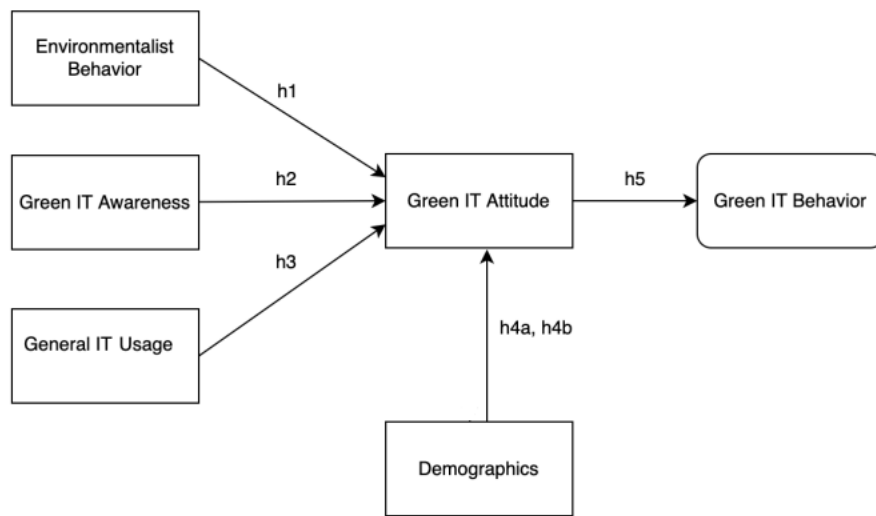 Environmentalist
Behavior
h1
Green IT Awareness
h2
Green IT Attitude
h5
Green IT Behavior
h3
General IT Usage
h4a, h4b
Demographics